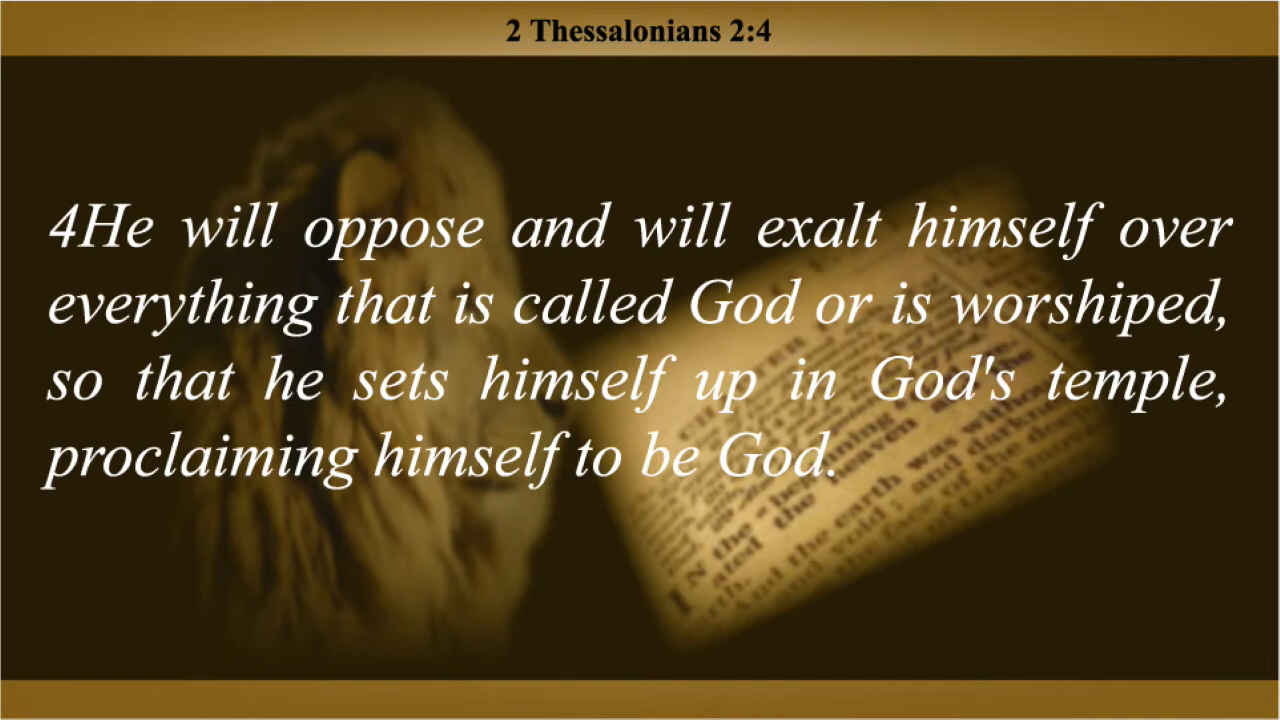 2 Thessalonians 2:4
4He will oppose and will exalt himself over
everything that is called God or is worshiped,
so that he sets himself up in God's temple,
proclaiming himself to be God.